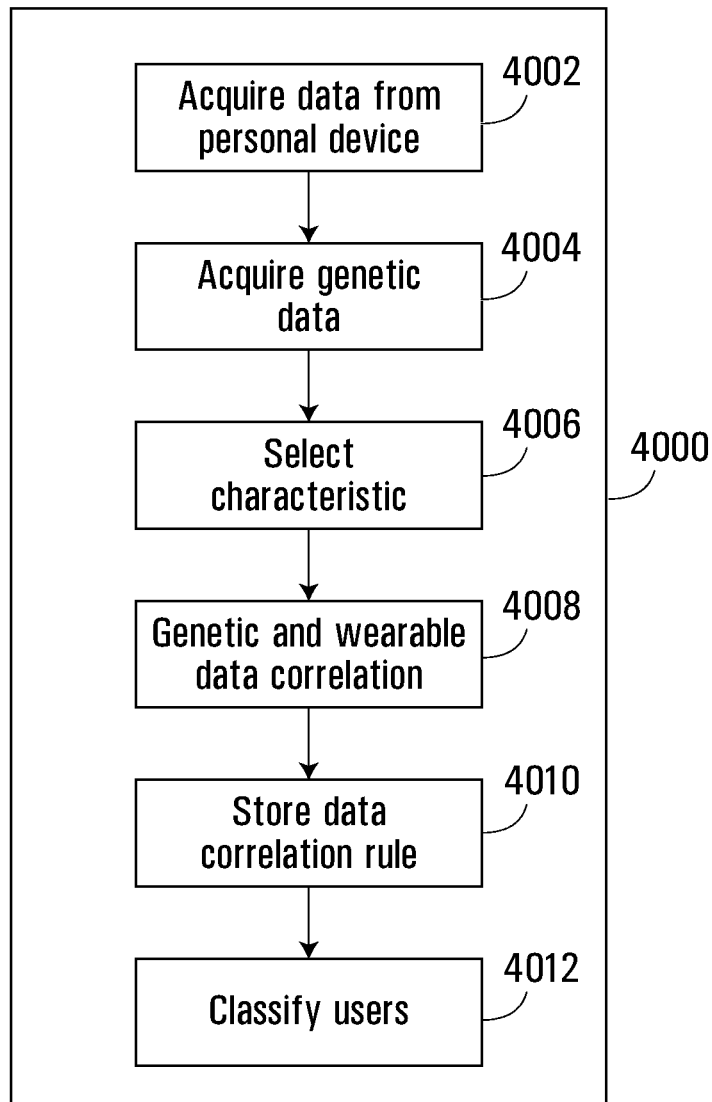 4002
Acquire data from
personal device
4004
Acquire genetic
data
4006
Select
characteristic
4000
4008
Genetic and wearable
data correlation
4010
Store data
correlation rule
4012
Classify users